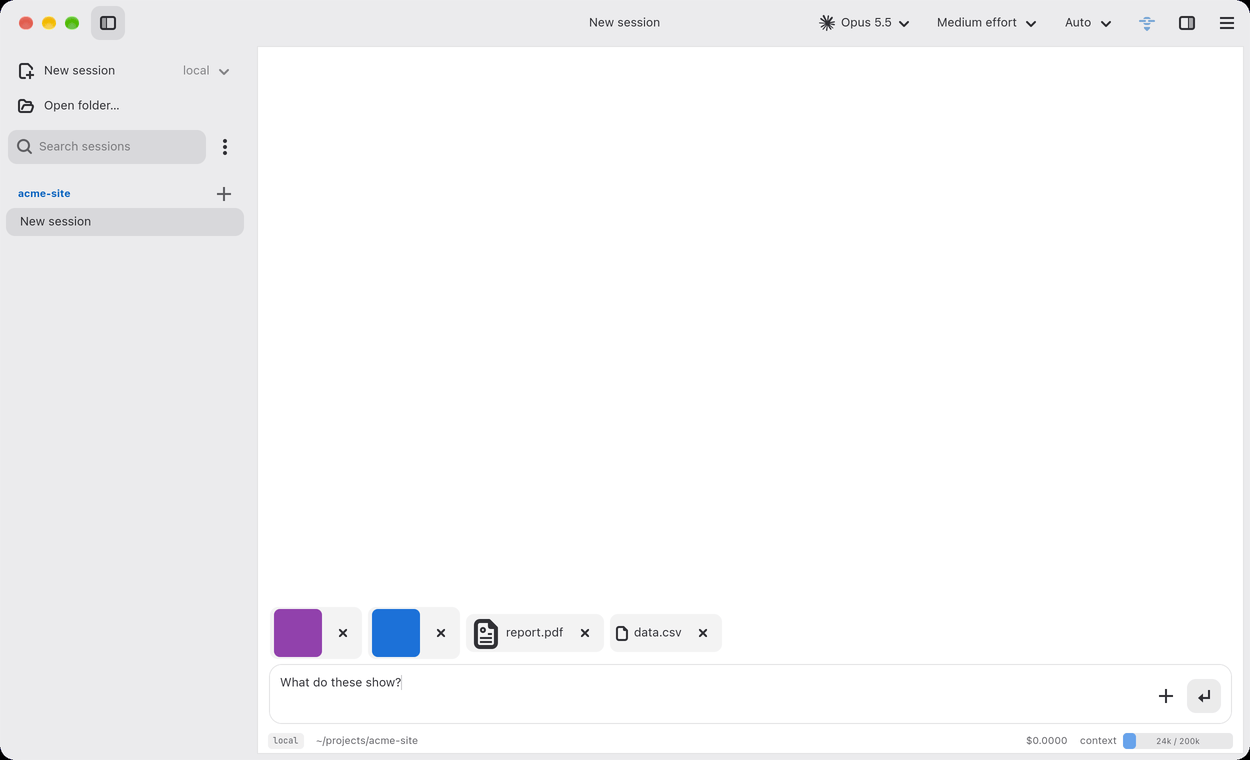 New session
Opus 5.5
Medium effort
Auto
New session
local
Open folder...
Search sessions
acme-site
New session
report.pdf
data.csv
What do these show?
local
~/projects/acme-site
$0.0000
context
24k / 200k